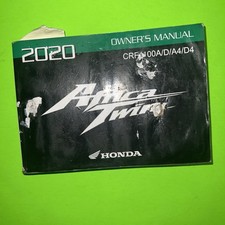 2020
OWNER'S MANUAL
CRF1100A/D/A4/D4
Africa
Twin
HONDA